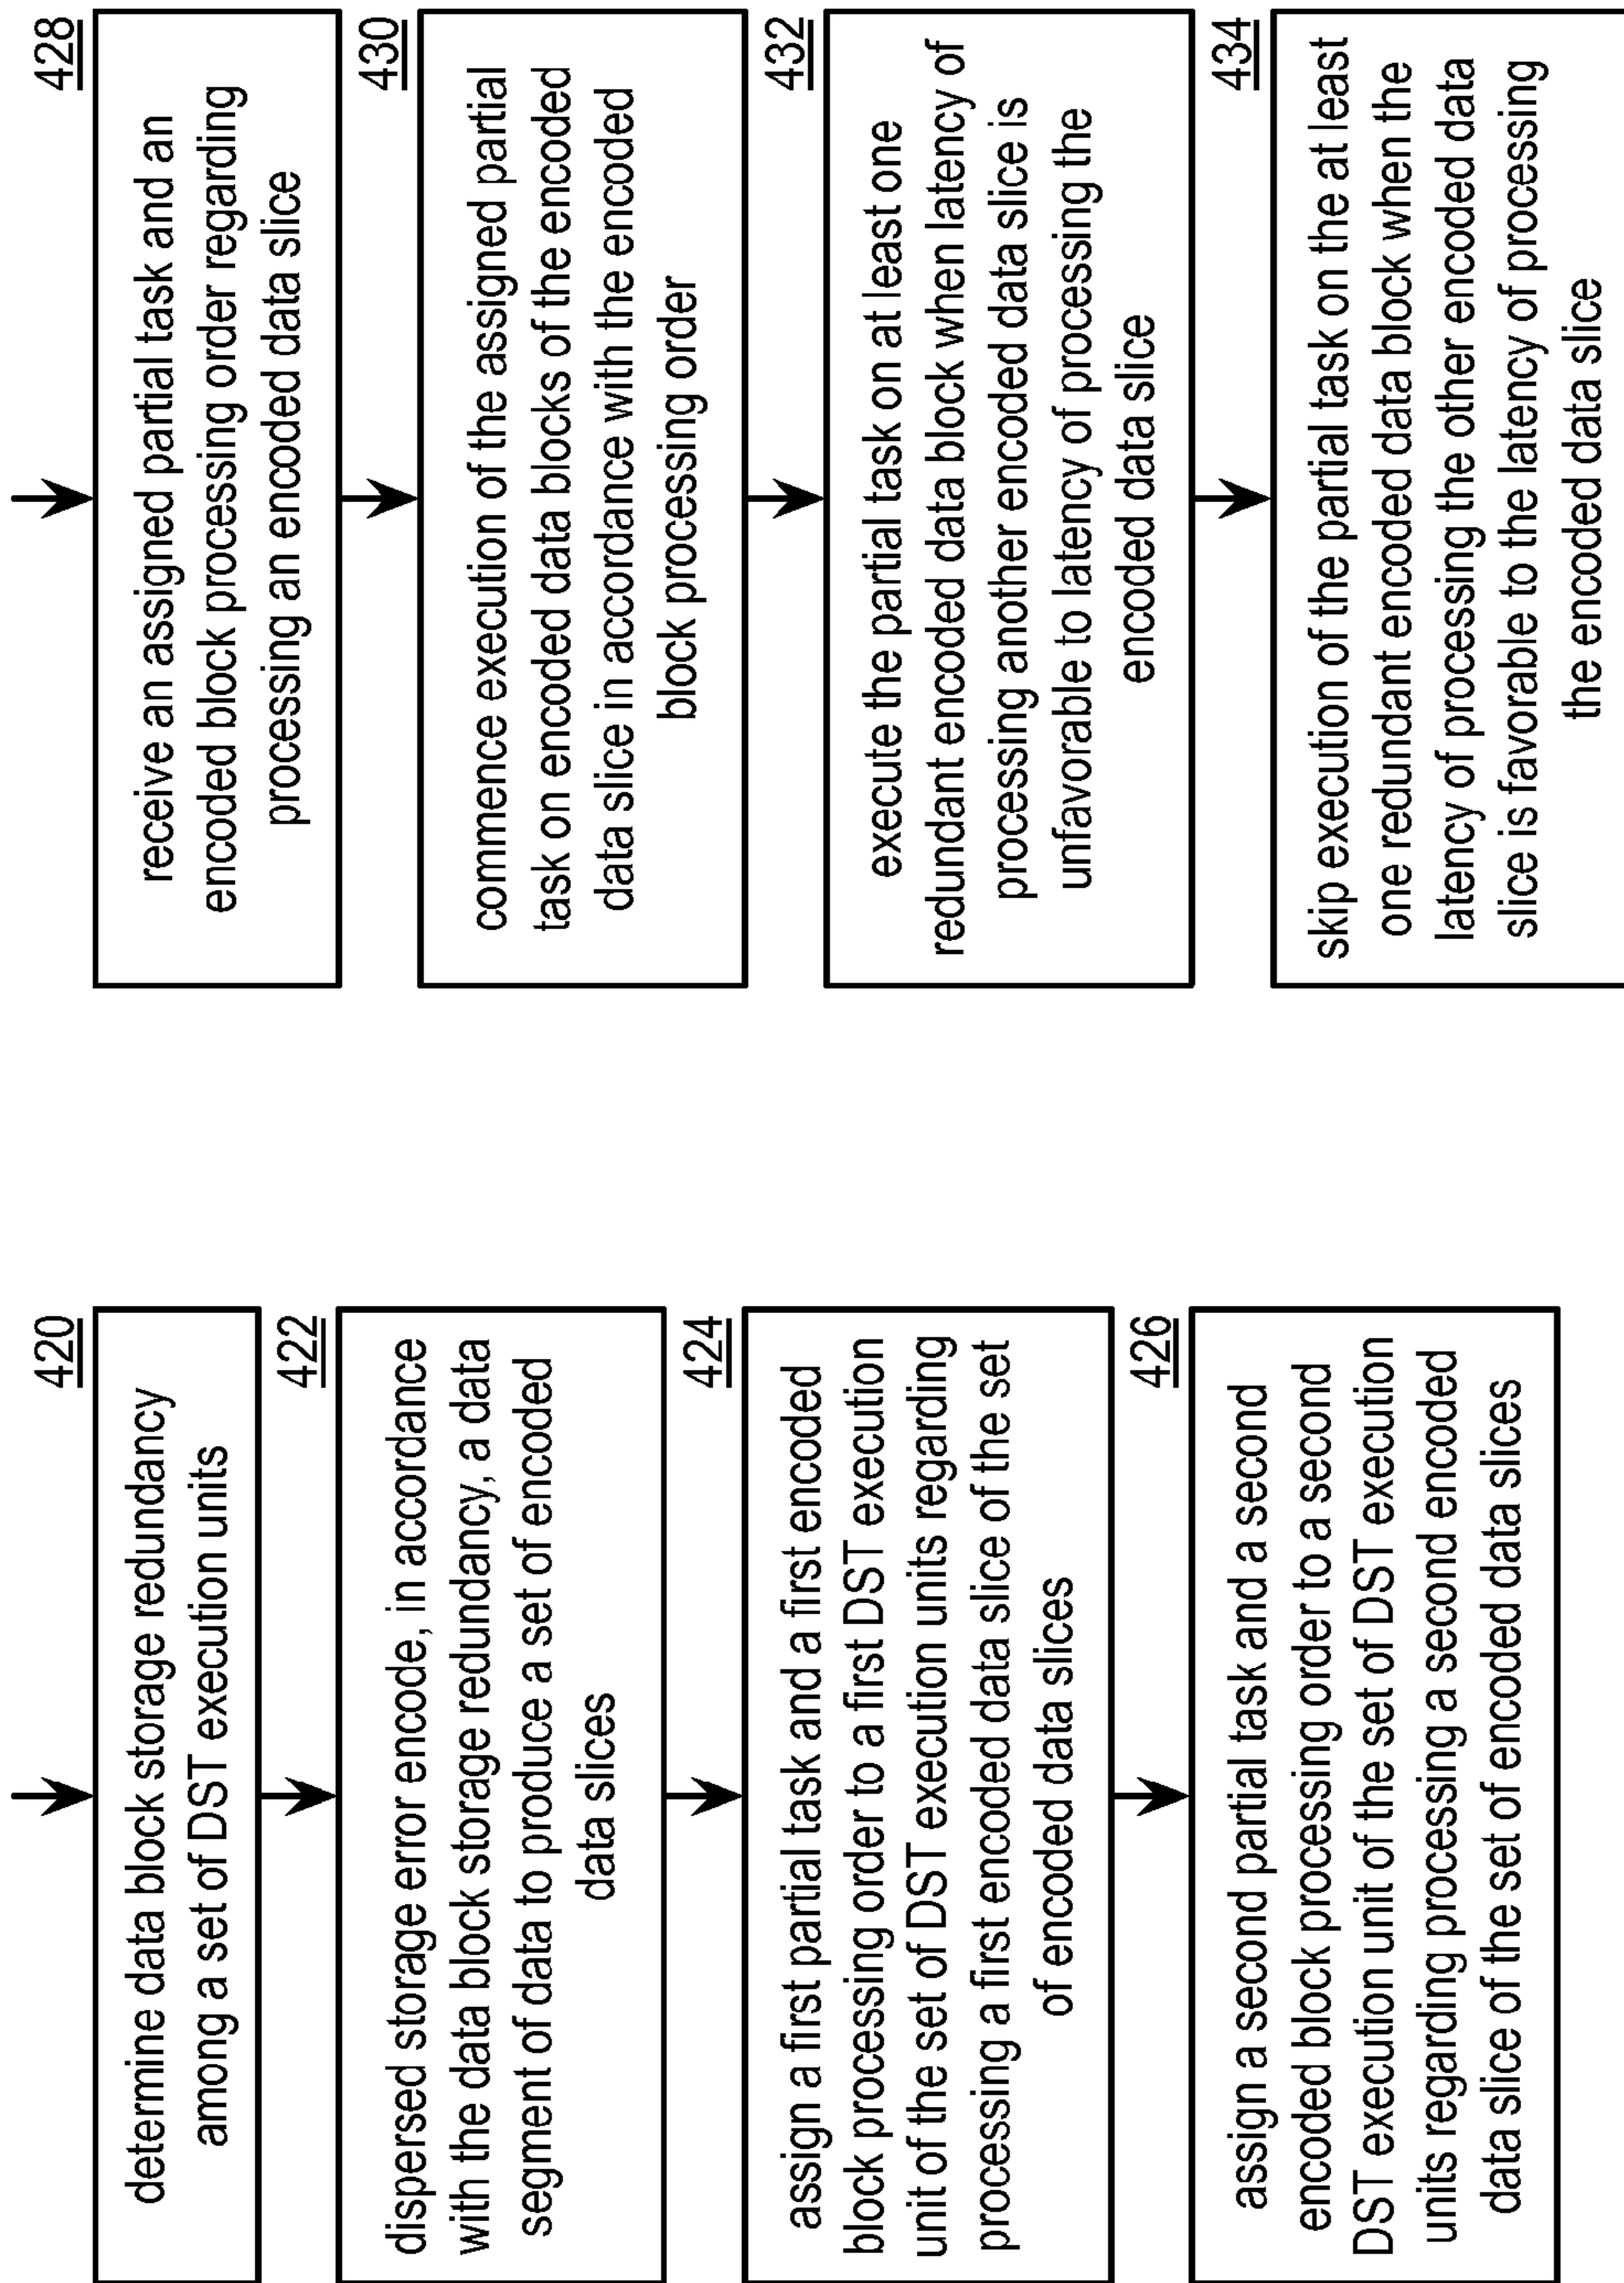 420
determine data block storage redundancy
among a set of DST execution units
422
dispersed storage error encode, in accordance
with the data block storage redundancy, a data
segment of data to produce a set of encoded
data slices
424
assign a first partial task and a first encoded
block processing order to a first DST execution
unit of the set of DST execution units regarding
processing a first encoded data slice of the set
of encoded data slices
426
assign a second partial task and a second
encoded block processing order to a second
DST execution unit of the set of DST execution
units regarding processing a second encoded
data slice of the set of encoded data slices
428
receive an assigned partial task and an
encoded block processing order regarding
processing an encoded data slice
430
commence execution of the assigned partial
task on encoded data blocks of the encoded
data slice in accordance with the encoded
block processing order
432
execute the partial task on at least one
redundant encoded data block when latency of
processing another encoded data slice is
unfavorable to latency of processing the
encoded data slice
434
skip execution of the partial task on the at least
one redundant encoded data block when the
latency of processing the other encoded data
slice is favorable to the latency of processing
the encoded data slice